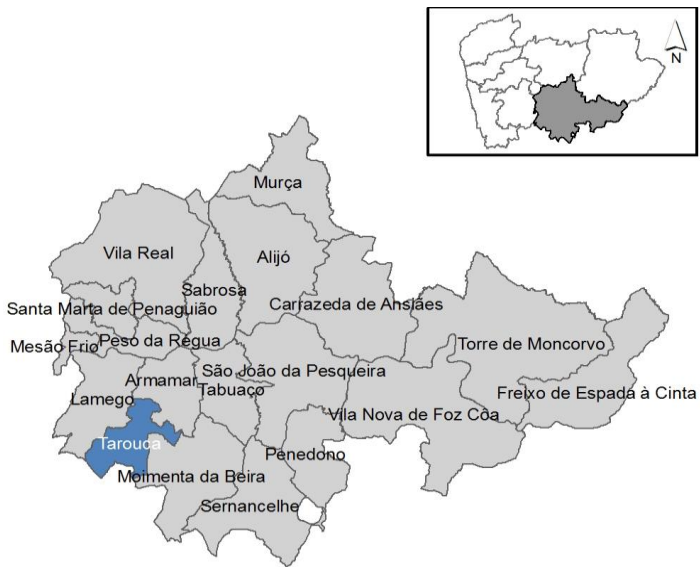 N
Murça
Vila Real
Alijó
Sabrosa
Carrazeda de Ansiães
Santa Marta de Penaguião
Peso da Régua
Mesão Frio
Torre de Moncorvo
São João da Pesqueira
Armamar
Tabuaço
Freixo de Espada à Cinta
Lamego
Vila Nova de Foz Côa
Tarouca
Penedono
Moimenta da Beira
Sernancelhe